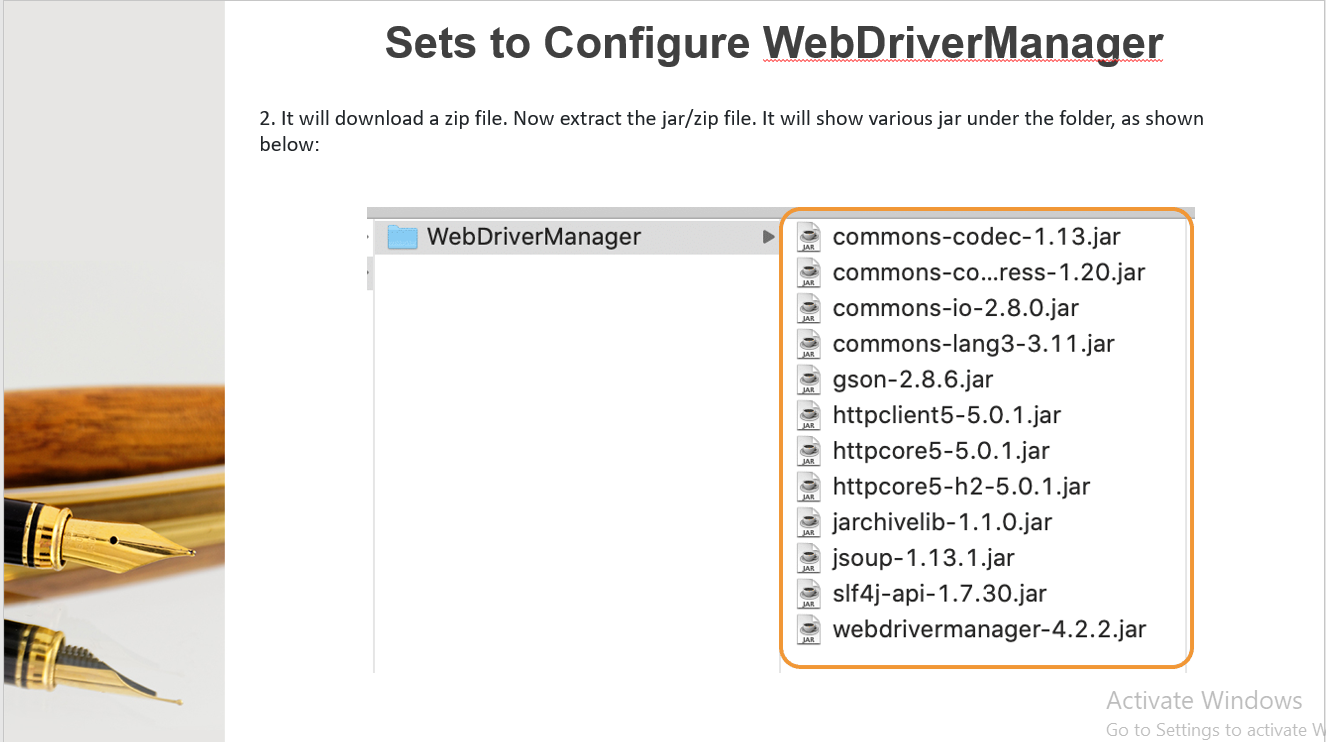 Sets to Configure WebDriverManager
2. It will download a zip file. Now extract the jar/zip file. It will show various jar under the folder, as shown
below:
WebDriverManager
commons-codec-1.13.jar
commons-co...ress-1.20.jar
commons-io-2.8.0.jar
commons-lang3-3.11.jar
gson-2.8.6.jar
httpclient5-5.0.1.jar
httpcore5-5.0.1.jar
httpcore5-h2-5.0.1.jar
jarchivelib-1.1.0.jar
jsoup-1.13.1.jar
slf4j-api-1.7.30.jar
webdrivermanager-4.2.2.jar
JAR
JAR
JAR
JAR
JAR
JAR
JAR
JAR
JAR
JAR
JAR
JAR
Activate Windows
Go to Settings to activate W